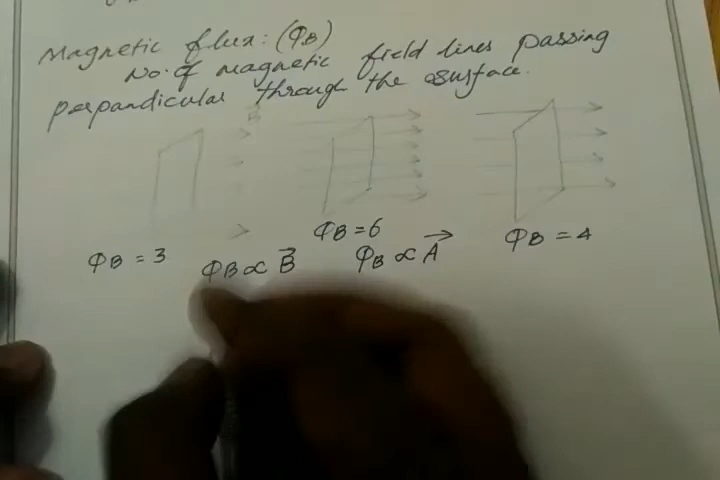 Magnetic flux: (ΦB)
No. of magnetic field lines passing
perpandicular through the surface.
ΦB = 3 ΦB ∝ B⃗ ΦB = 6 ΦB ∝ A⃗ ΦB = 4